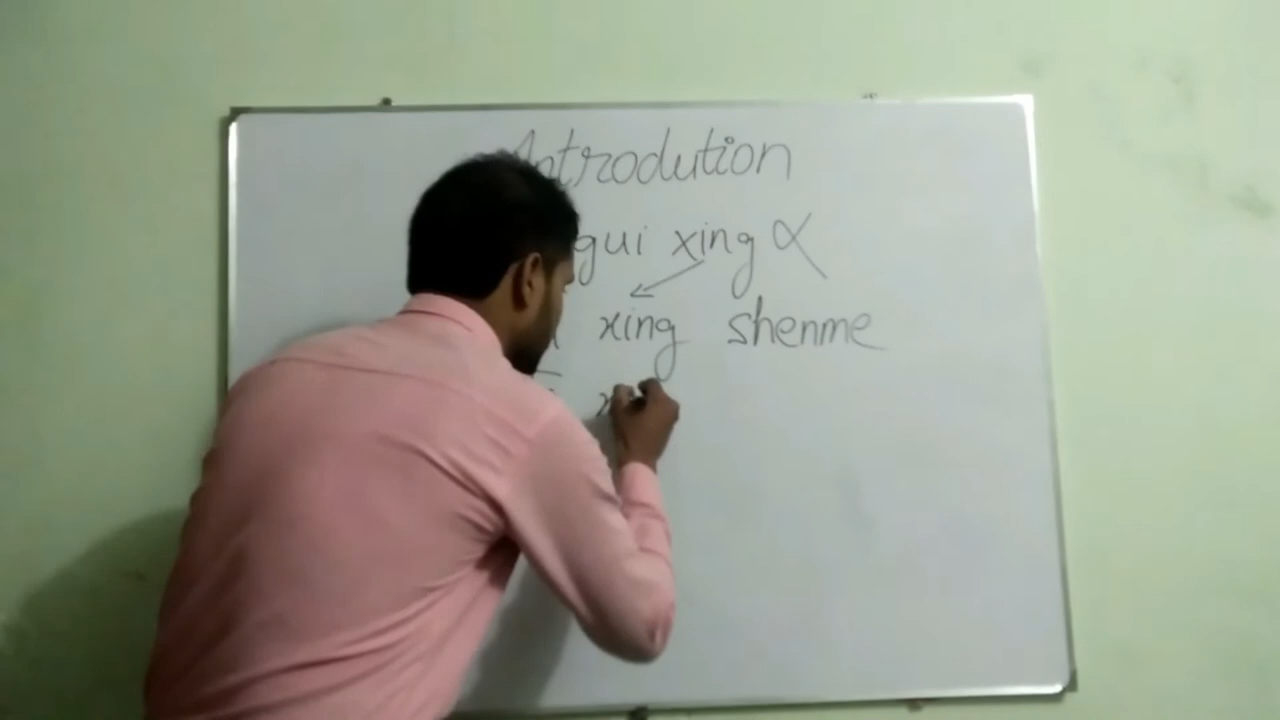 Introdution
gui xing
xing shenme